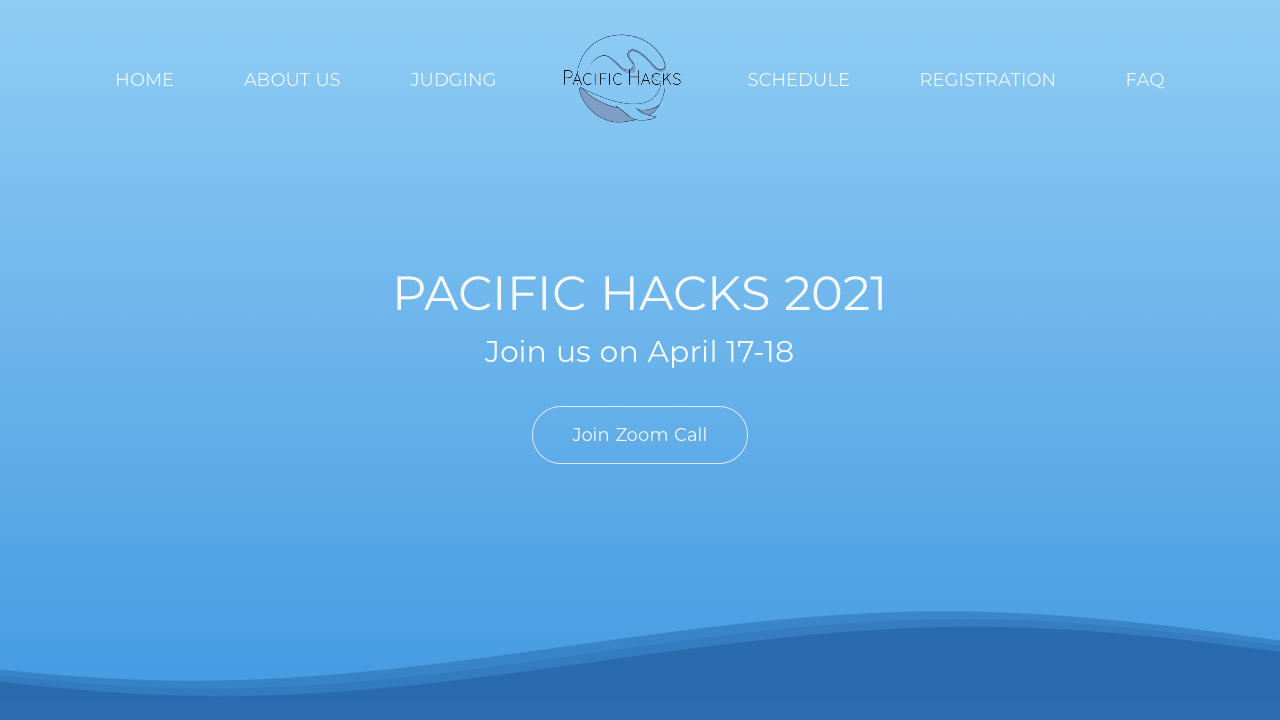 HOME
ABOUT US
JUDGING
PACIFIC HACKS
SCHEDULE
REGISTRATION
FAQ
PACIFIC HACKS 2021
Join us on April 17-18
Join Zoom Call